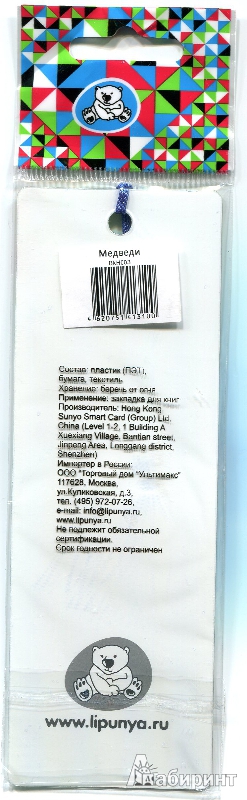 Медведи
BKHC03
4620751413100
Состав: пластик (ПЭТ),
бумага, текстиль
Хранение: беречь от огня
Применение: закладка для книг
Производитель: Hong Kong
Sunyo Smart Card (Group) Ltd.
China (Level 1-2, 1 Building A
Xuexiang Village, Bantian street,
Jinpeng Area, Longgang district,
Shenzhen)
Импортер в России:
ООО "Торговый дом "Ультимакс"
117628, Москва,
ул.Куликовская, д.3,
тел. (495) 972-07-26,
e-mail: info@lipunya.ru,
www.lipunya.ru
Не подлежит обязательной
сертификации.
Срок годности не ограничен
www.lipunya.ru
Лабиринт